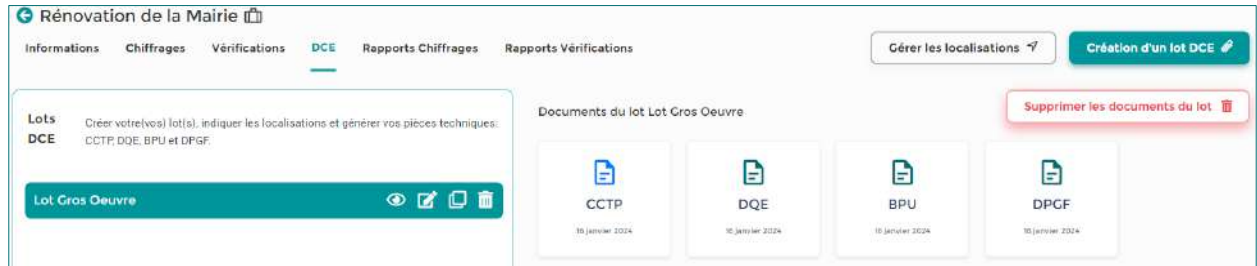 Rénovation de la Mairie
Informations Chiffrages Vérifications DCE Rapports Chiffrages Rapports Vérifications
Gérer les localisations
Création d'un lot DCE
Lots DCE
Créer votre(vos) lot(s), indiquer les localisations et générer vos pièces techniques:
CCTP, DQE, BPU et DPGF.
Lot Gros Oeuvre
Documents du lot Lot Gros Oeuvre
Supprimer les documents du lot
CCTP DQE BPU DPGF
16 janvier 2024 16 janvier 2024 16 janvier 2024 16 janvier 2024